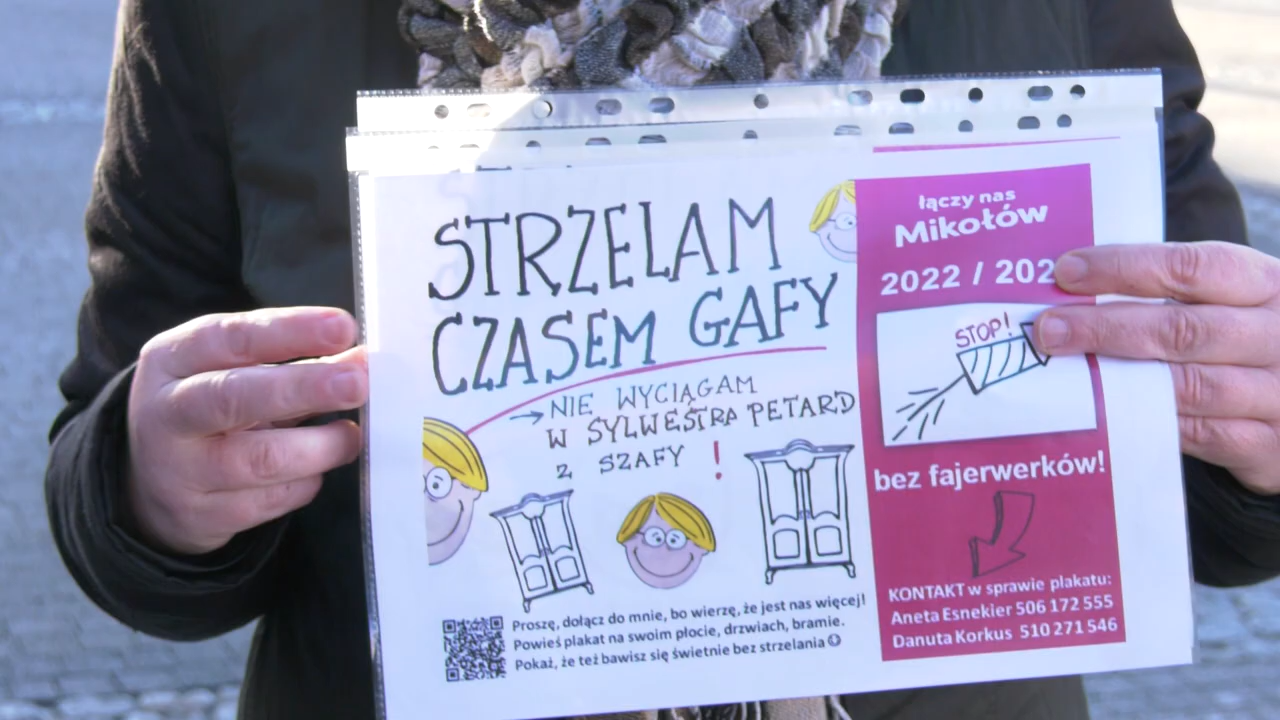 STRZELAM
CZASEM GAFY
→ NIE WYCIĄGAM
W SYLWESTRA PETARD
Z SZAFY !
Proszę, dołącz do mnie, bo wierzę, że jest nas więcej!
Powieś plakat na swoim płocie, drzwiach, bramie.
Pokaż, że też bawisz się świetnie bez strzelania
łączy nas
Mikołów
2022 / 202
STOP!
bez fajerwerków!
KONTAKT w sprawie plakatu:
Aneta Esnekier 506 172 555
Danuta Korkus 510 271 546